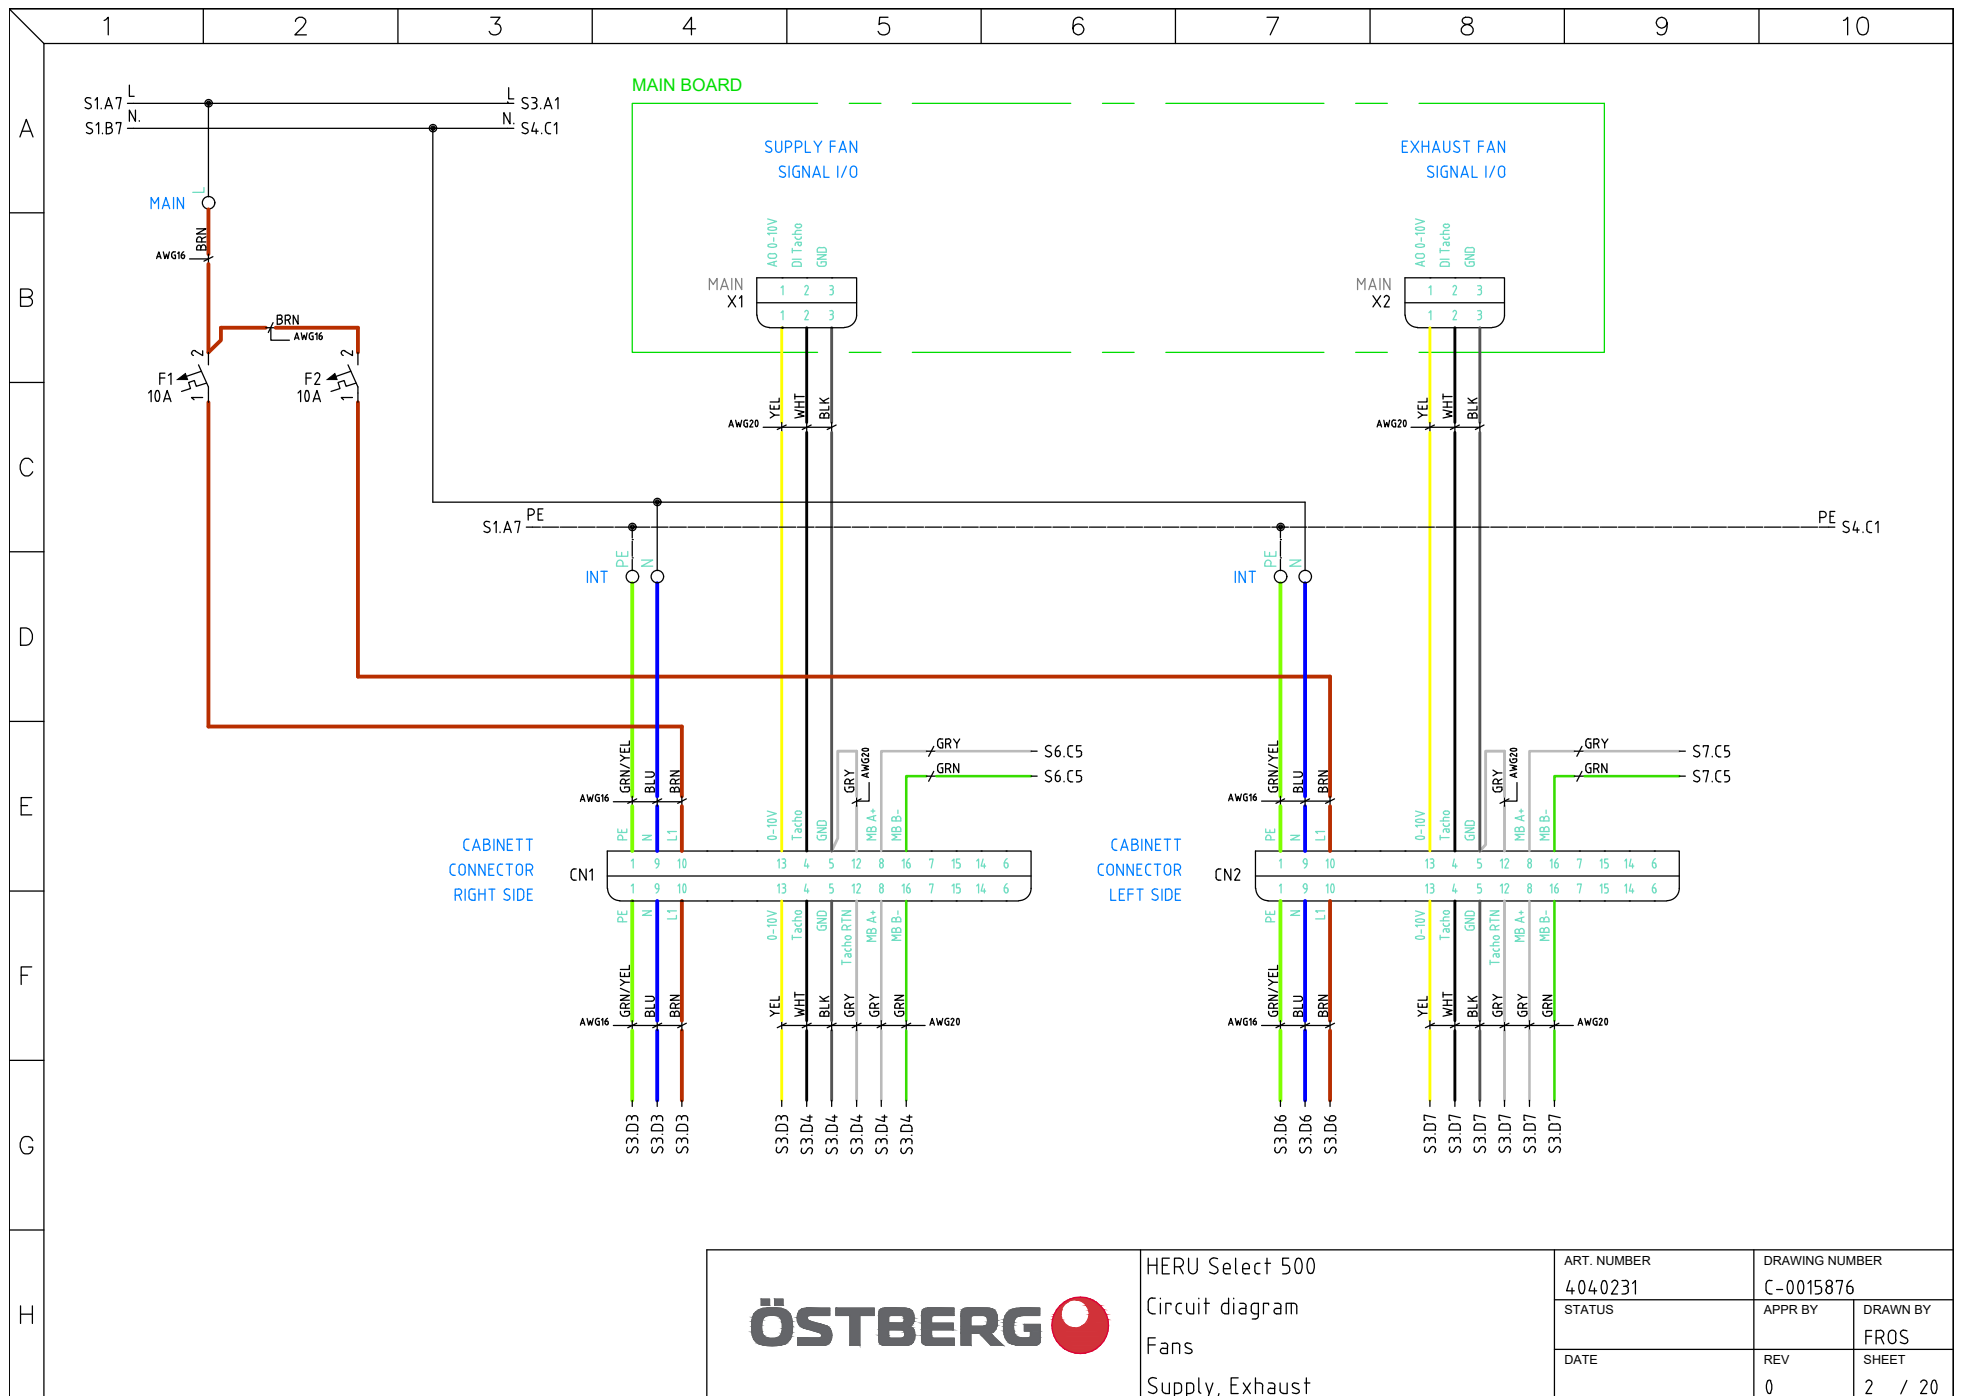 1 2 3 4 5 6 7 8 9 10
A
B
C
D
E
F
G
H
S1.A7 L L S3.A1
S1.B7 N. N. S4.C1
MAIN BOARD
SUPPLY FAN
SIGNAL I/O
EXHAUST FAN
SIGNAL I/O
MAIN L
BRN
AWG16
BRN
AWG16
2
F1
10A
1
2
F2
10A
1
AO 0-10V DI Tacho GND
MAIN
X1
1 2 3
1 2 3
AO 0-10V DI Tacho GND
MAIN
X2
1 2 3
1 2 3
YEL WHT BLK
AWG20
YEL WHT BLK
AWG20
S1.A7 PE PE S4.C1
INT PE N
INT PE N
GRN/YEL BLU BRN
AWG16
GRY AWG20
GRY S6.C5
GRN S6.C5
GRN/YEL BLU BRN
AWG16
GRY AWG20
GRY S7.C5
GRN S7.C5
CABINETT
CONNECTOR
RIGHT SIDE
CN1
PE N L1 0-10V Tacho GND MB A+ MB B-
1 9 10 13 4 5 12 8 16 7 15 14 6
1 9 10 13 4 5 12 8 16 7 15 14 6
PE N L1 0-10V Tacho GND Tacho RTN MB A+ MB B-
CABINETT
CONNECTOR
LEFT SIDE
CN2
PE N L1 0-10V Tacho GND MB A+ MB B-
1 9 10 13 4 5 12 8 16 7 15 14 6
1 9 10 13 4 5 12 8 16 7 15 14 6
PE N L1 0-10V Tacho GND Tacho RTN MB A+ MB B-
GRN/YEL BLU BRN
AWG16
YEL WHT BLK GRY GRY GRN
AWG20
GRN/YEL BLU BRN
AWG16
YEL WHT BLK GRY GRY GRN
AWG20
S3.D3 S3.D3 S3.D3 S3.D3 S3.D4 S3.D4 S3.D4 S3.D4 S3.D4
S3.D6 S3.D6 S3.D6 S3.D7 S3.D7 S3.D7 S3.D7 S3.D7 S3.D7
ÖSTBERG
HERU Select 500
Circuit diagram
Fans
Supply, Exhaust
ART. NUMBER
4040231
DRAWING NUMBER
C-0015876
STATUS
APPR BY
DRAWN BY
FROS
DATE
REV
0
SHEET
2 / 20